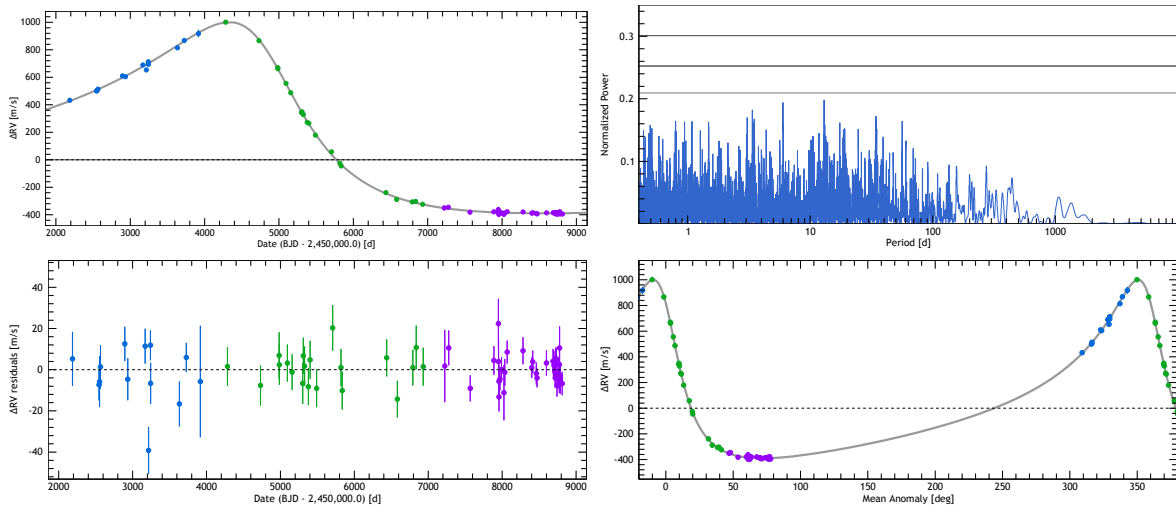 ΔRV [m/s]
1000
800
600
400
200
0
-200
-400
2000 3000 4000 5000 6000 7000 8000 9000
Date (BJD - 2,450,000.0) [d]
Normalized Power
0.3
0.2
0.1
1 10 100 1000
Period [d]
ΔRV residuals [m/s]
40
20
0
-20
-40
2000 3000 4000 5000 6000 7000 8000 9000
Date (BJD - 2,450,000.0) [d]
ΔRV [m/s]
1000
800
600
400
200
0
-200
-400
0 50 100 150 200 250 300 350
Mean Anomaly [deg]